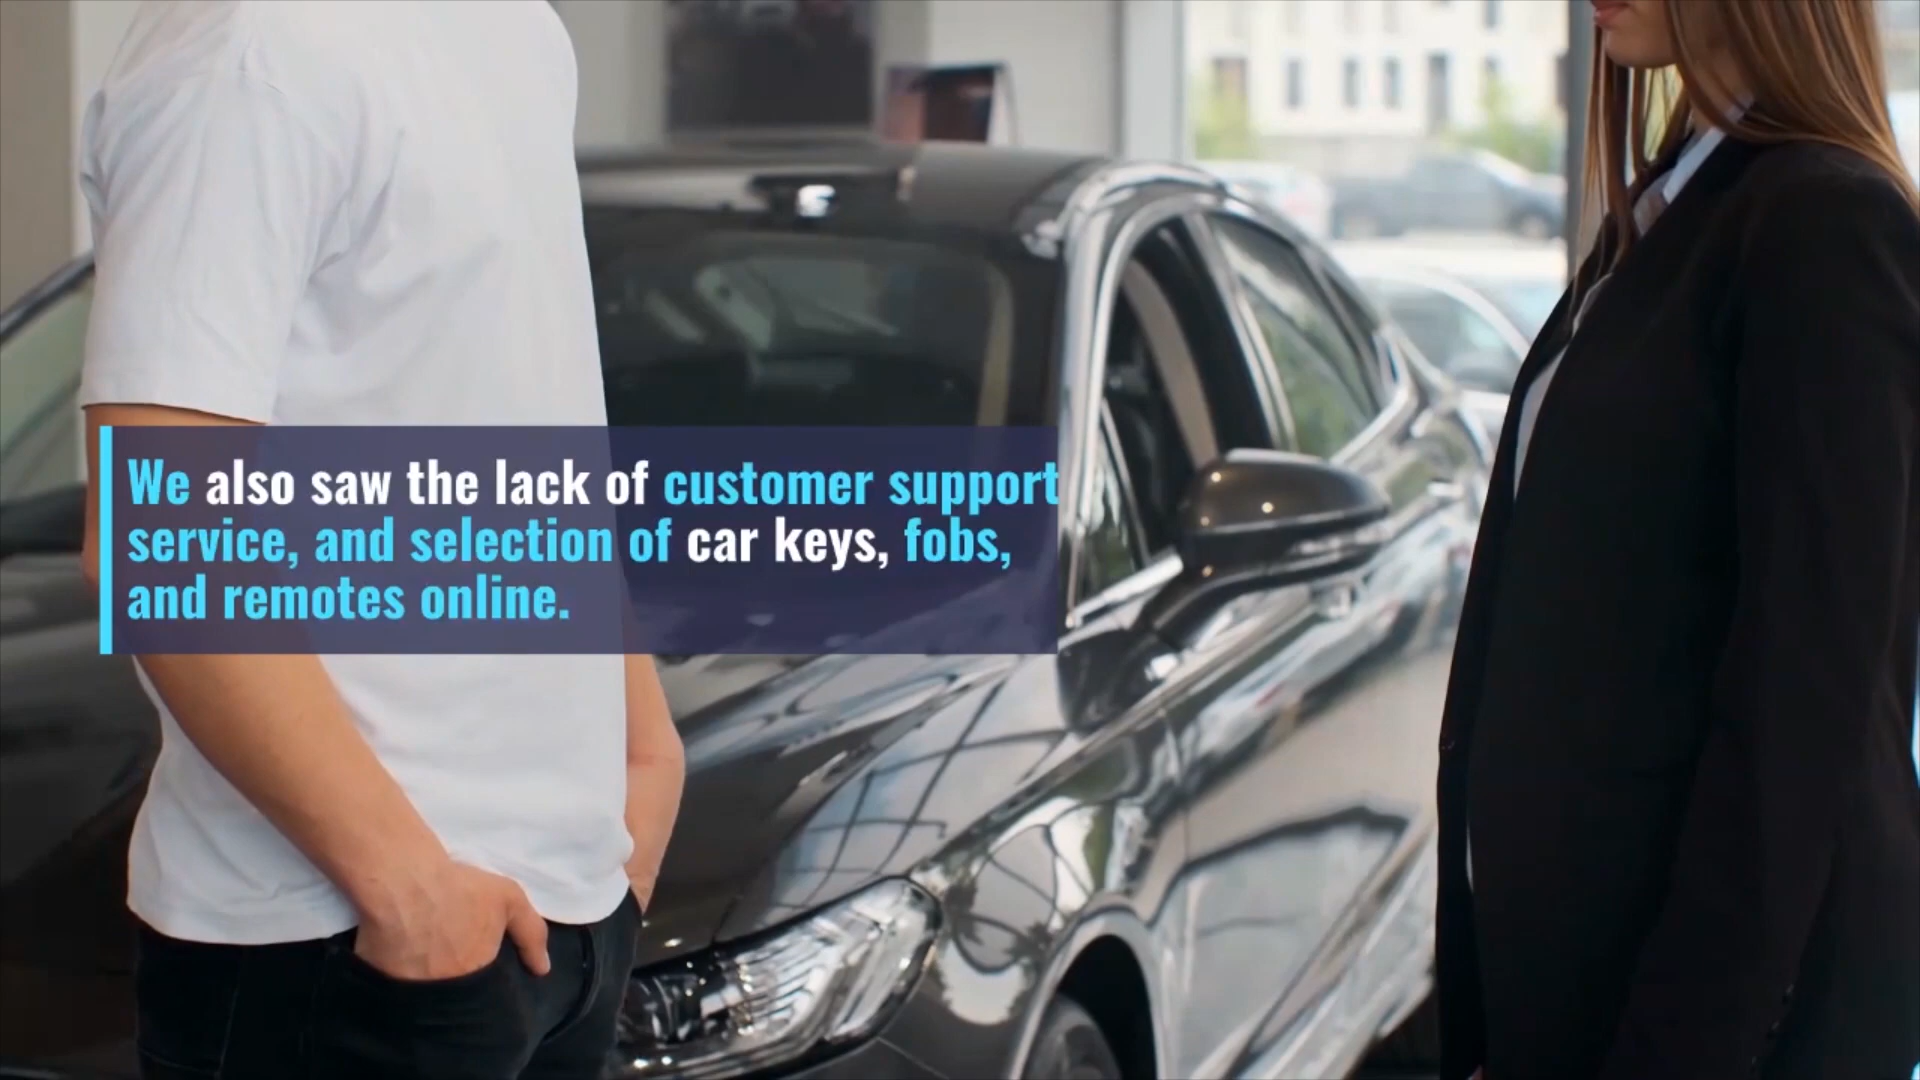 We also saw the lack of customer support
service, and selection of car keys, fobs,
and remotes online.